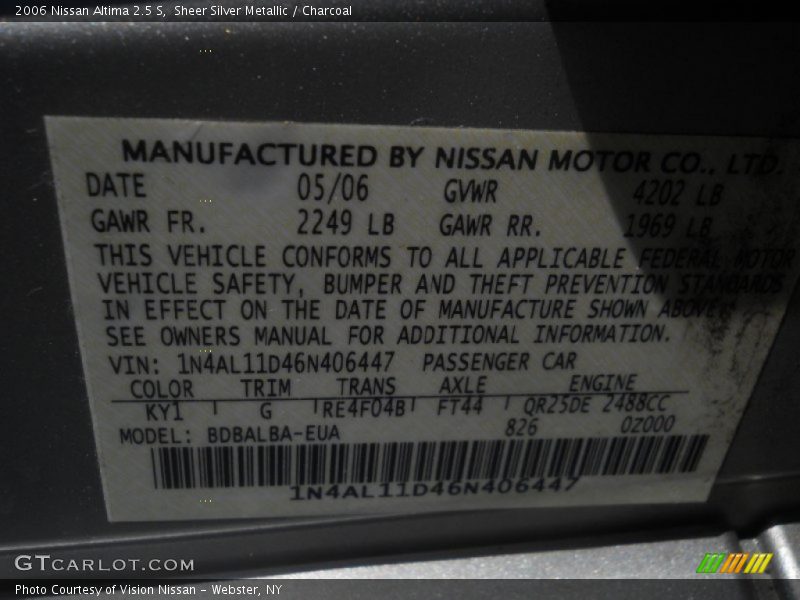 2006 Nissan Altima 2.5 S, Sheer Silver Metallic / Charcoal
MANUFACTURED BY NISSAN MOTOR CO., LTD.
DATE 05/06 GVWR 4202 LB
GAWR FR. 2249 LB GAWR RR. 1969 LB
THIS VEHICLE CONFORMS TO ALL APPLICABLE FEDERAL MOTOR
VEHICLE SAFETY, BUMPER AND THEFT PREVENTION STANDARDS
IN EFFECT ON THE DATE OF MANUFACTURE SHOWN ABOVE.
SEE OWNERS MANUAL FOR ADDITIONAL INFORMATION.
VIN: 1N4AL11D46N406447 PASSENGER CAR
COLOR TRIM TRANS AXLE ENGINE
KY1 G RE4F04B FT44 QR25DE 2488CC
MODEL: BDBALBA-EUA 826 0Z000
1N4AL11D46N406447
GTCARLOT.COM
Photo Courtesy of Vision Nissan - Webster, NY